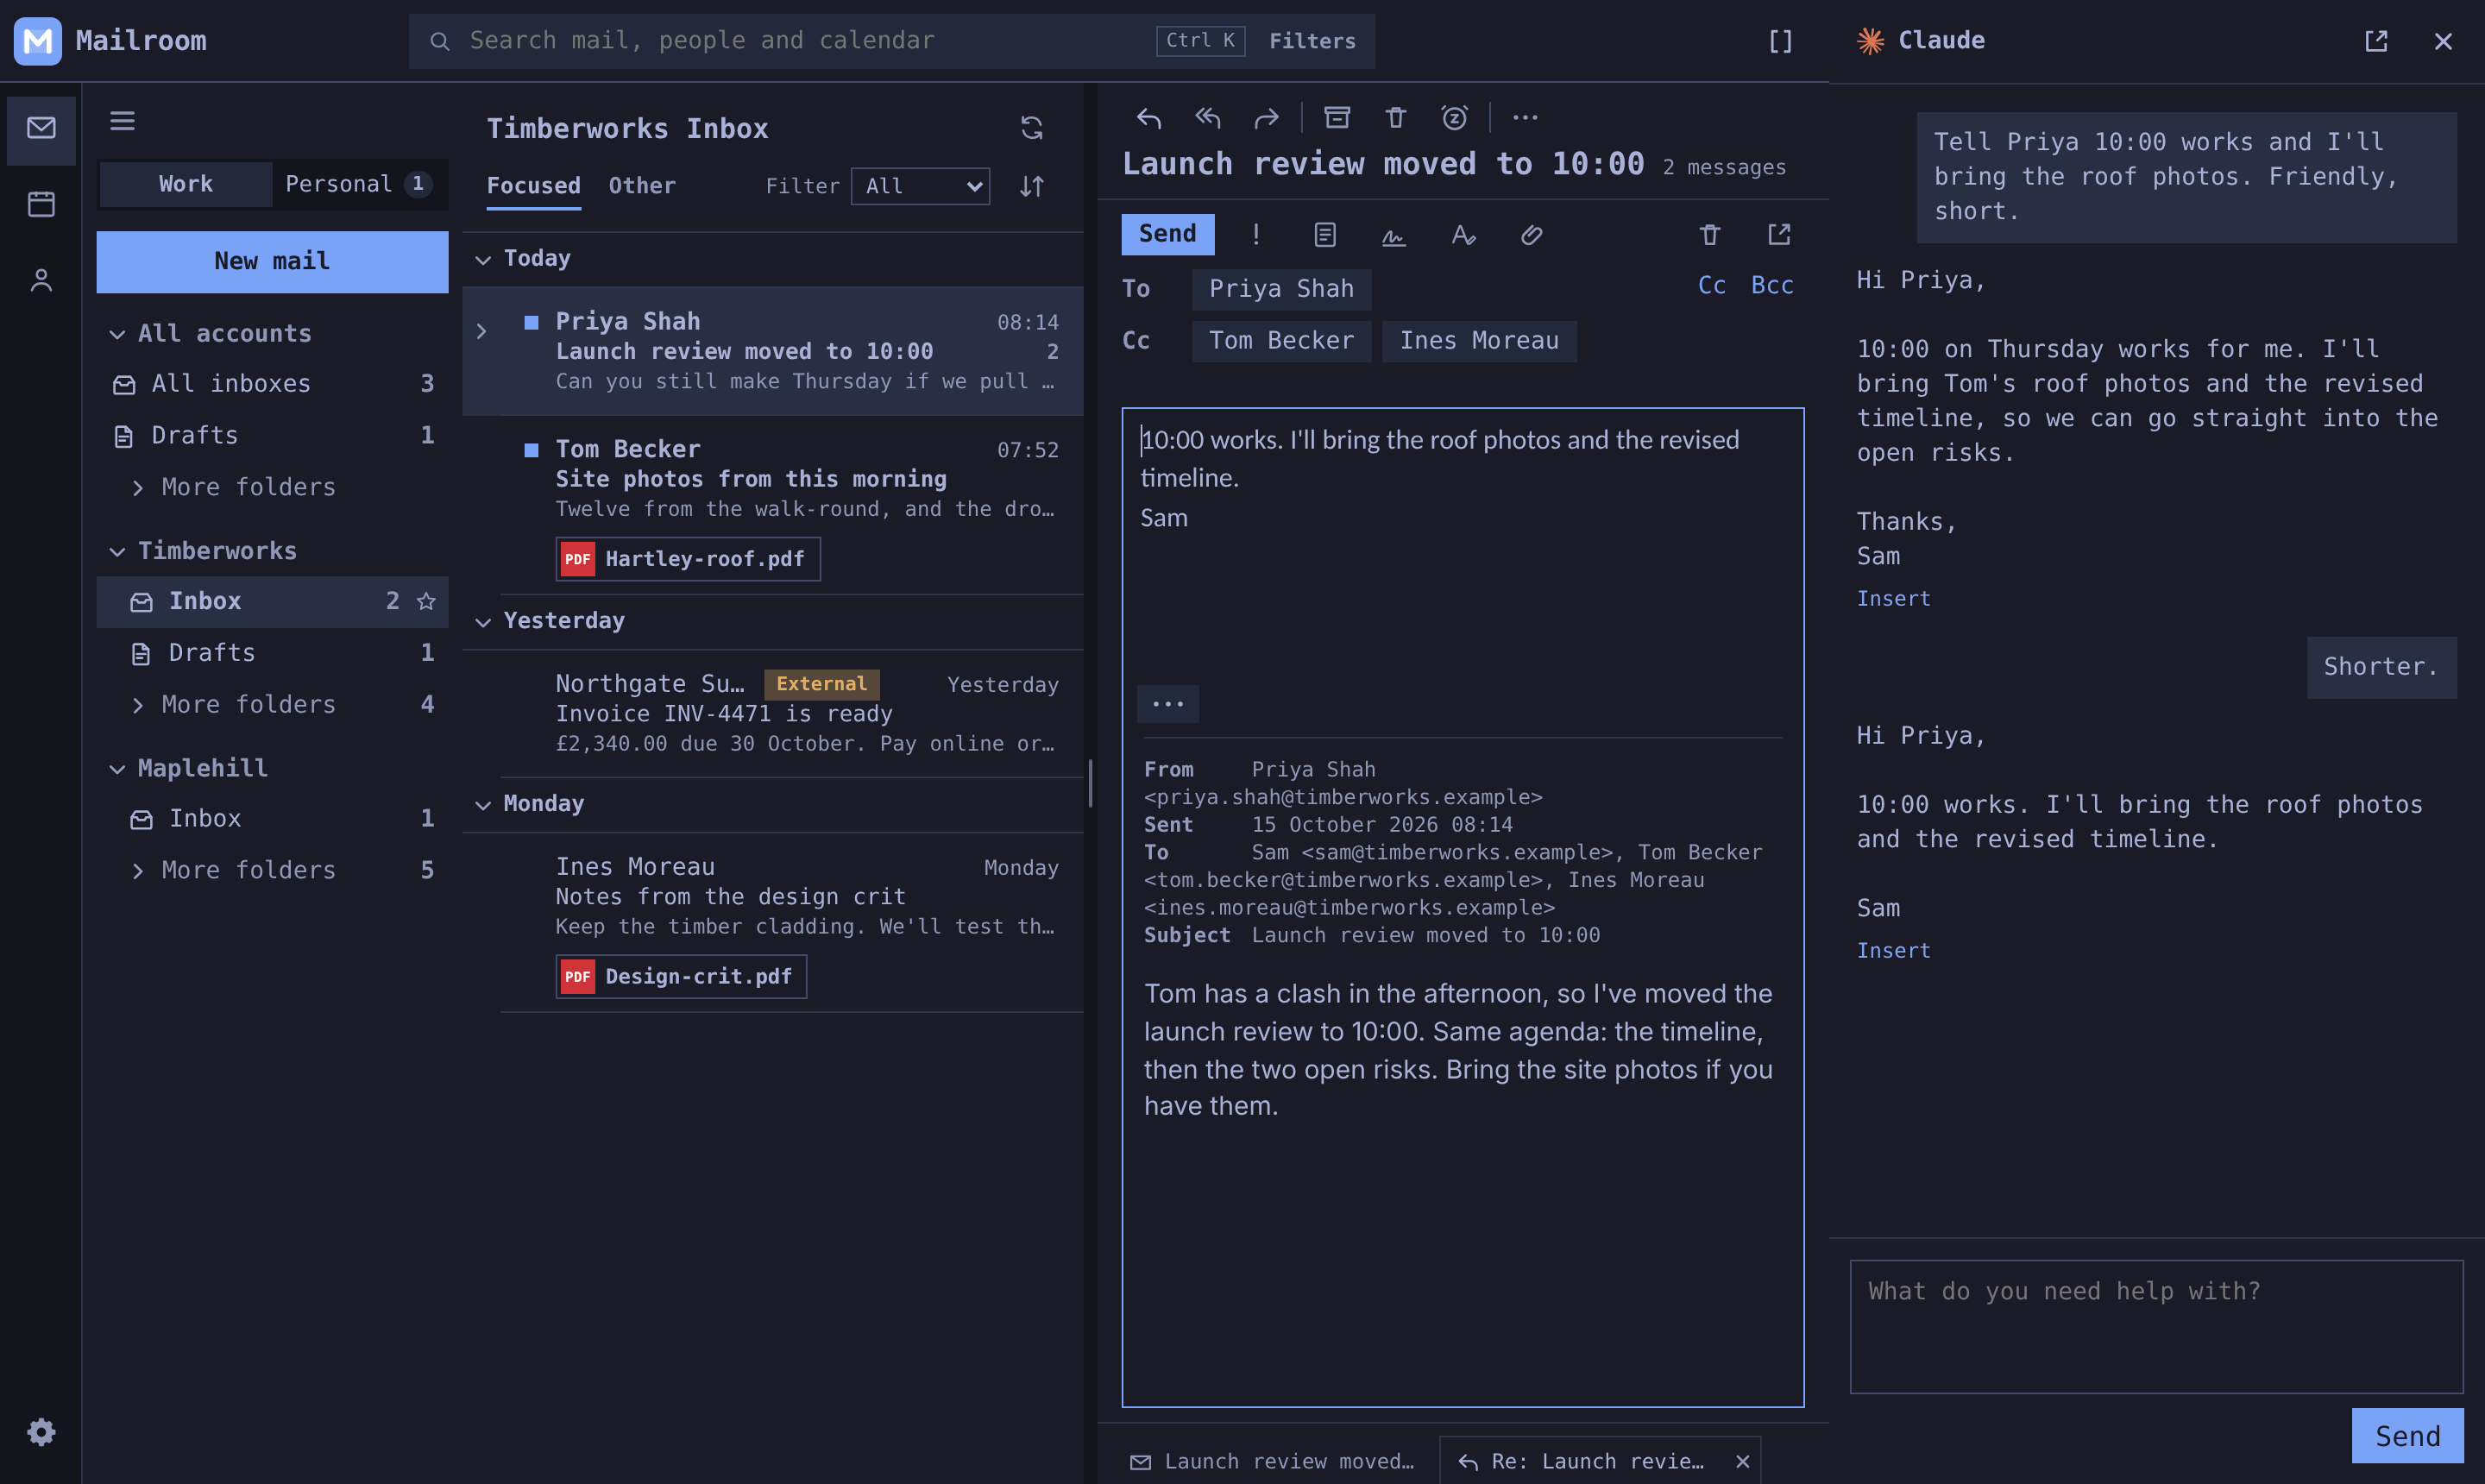 Mailroom
Search mail, people and calendar
Ctrl K
Filters
Work
Personal 1
New mail
All accounts
All inboxes 3
Drafts 1
More folders
Timberworks
Inbox 2
Drafts 1
More folders 4
Maplehill
Inbox 1
More folders 5
Timberworks Inbox
Focused Other Filter All
Today
Priya Shah 08:14
Launch review moved to 10:00 2
Can you still make Thursday if we pull …
Tom Becker 07:52
Site photos from this morning
Twelve from the walk-round, and the dro…
PDF Hartley-roof.pdf
Yesterday
Northgate Su… External Yesterday
Invoice INV-4471 is ready
£2,340.00 due 30 October. Pay online or…
Monday
Ines Moreau Monday
Notes from the design crit
Keep the timber cladding. We'll test th…
PDF Design-crit.pdf
Launch review moved to 10:00 2 messages
Send
To Priya Shah Cc Bcc
Cc Tom Becker Ines Moreau
10:00 works. I'll bring the roof photos and the revised
timeline.
Sam
From Priya Shah
<priya.shah@timberworks.example>
Sent 15 October 2026 08:14
To Sam <sam@timberworks.example>, Tom Becker
<tom.becker@timberworks.example>, Ines Moreau
<ines.moreau@timberworks.example>
Subject Launch review moved to 10:00
Tom has a clash in the afternoon, so I've moved the
launch review to 10:00. Same agenda: the timeline,
then the two open risks. Bring the site photos if you
have them.
Launch review moved…
Re: Launch revie…
Claude
Tell Priya 10:00 works and I'll
bring the roof photos. Friendly,
short.
Hi Priya,
10:00 on Thursday works for me. I'll
bring Tom's roof photos and the revised
timeline, so we can go straight into the
open risks.
Thanks,
Sam
Insert
Shorter.
Hi Priya,
10:00 works. I'll bring the roof photos
and the revised timeline.
Sam
Insert
What do you need help with?
Send